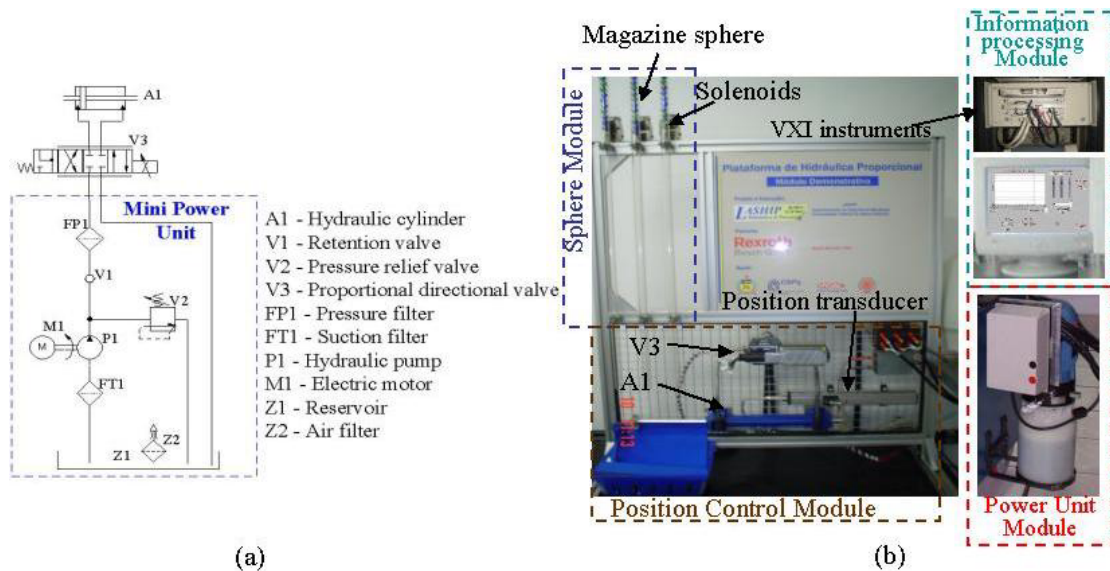 A1
V3
Mini Power
Unit
FP1
V1
V2
M1
M
P1
FT1
Z2
Z1
A1 - Hydraulic cylinder
V1 - Retention valve
V2 - Pressure relief valve
V3 - Proportional directional valve
FP1 - Pressure filter
FT1 - Suction filter
P1 - Hydraulic pump
M1 - Electric motor
Z1 - Reservoir
Z2 - Air filter
(a)
Magazine sphere
Solenoids
Sphere Module
VXI instruments
Information
processing
Module
Plataforma de Hidráulica Proporcional
Módulo Demonstrativo
LASHIP
Rexroth
Position transducer
V3
A1
Position Control Module
Power Unit
Module
(b)